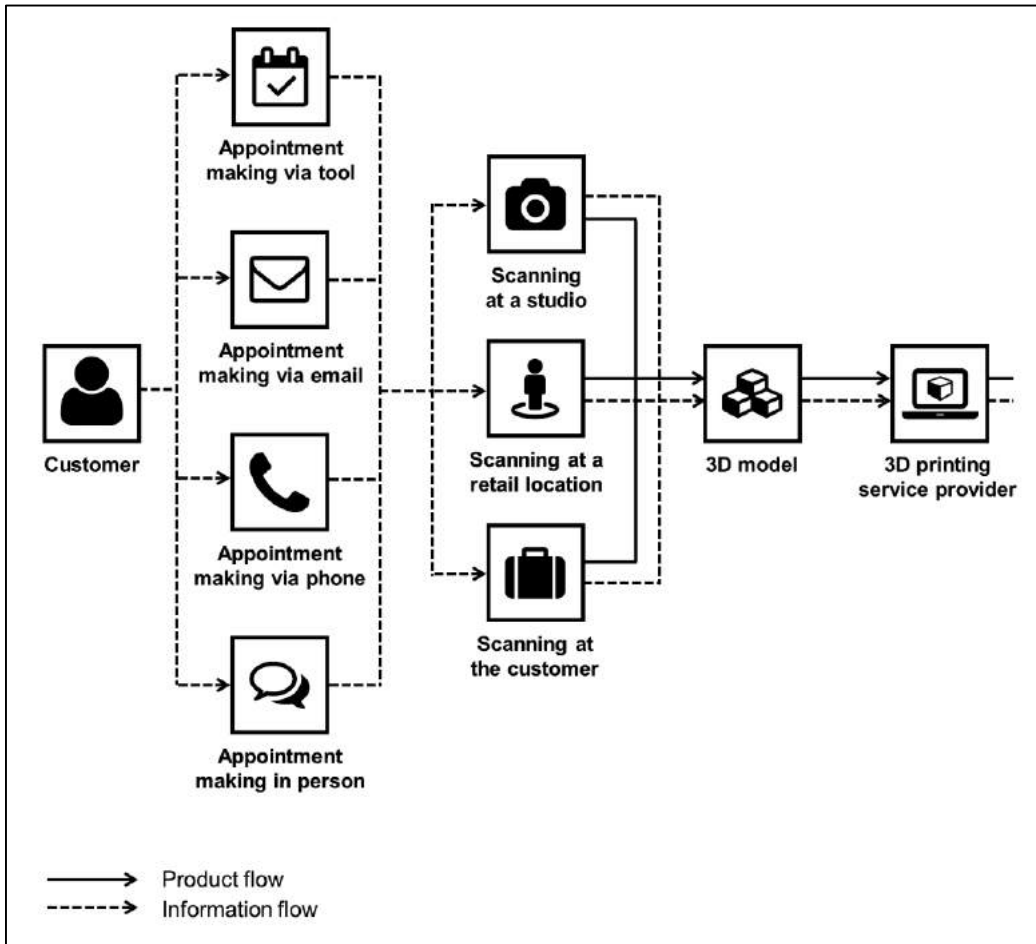 Appointment
making via tool
Appointment
making via email
Customer
Appointment
making via phone
Appointment
making in person
Scanning
at a studio
Scanning at a
retail location
Scanning at
the customer
3D model
3D printing
service provider
Product flow
Information flow